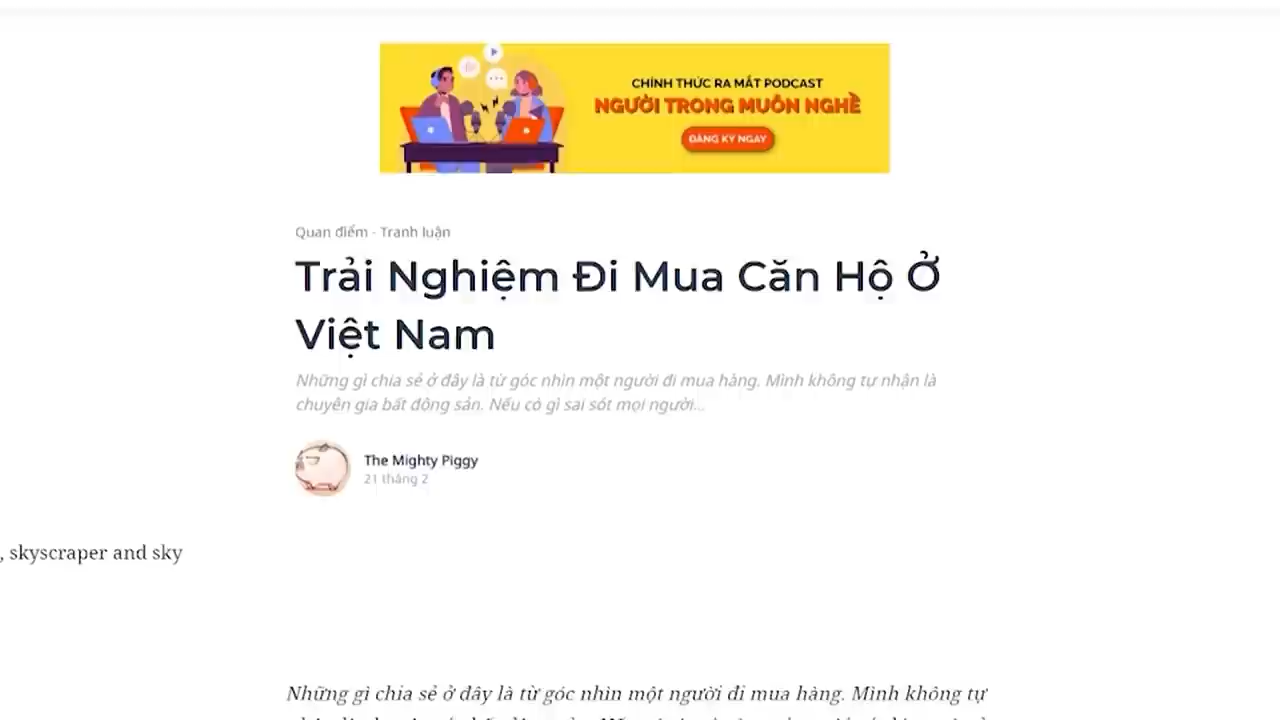 CHÍNH THỨC RA MẮT PODCAST
NGƯỜI TRONG MUÔN NGHỀ
ĐĂNG KÝ NGAY
Quan điểm - Tranh luận
Trải Nghiệm Đi Mua Căn Hộ Ở
Việt Nam
Những gì chia sẻ ở đây là từ góc nhìn một người đi mua hàng. Mình không tự nhận là
chuyên gia bất động sản. Nếu có gì sai sót mọi người...
The Mighty Piggy
21 tháng 2
, skyscraper and sky
Những gì chia sẻ ở đây là từ góc nhìn một người đi mua hàng. Mình không tự